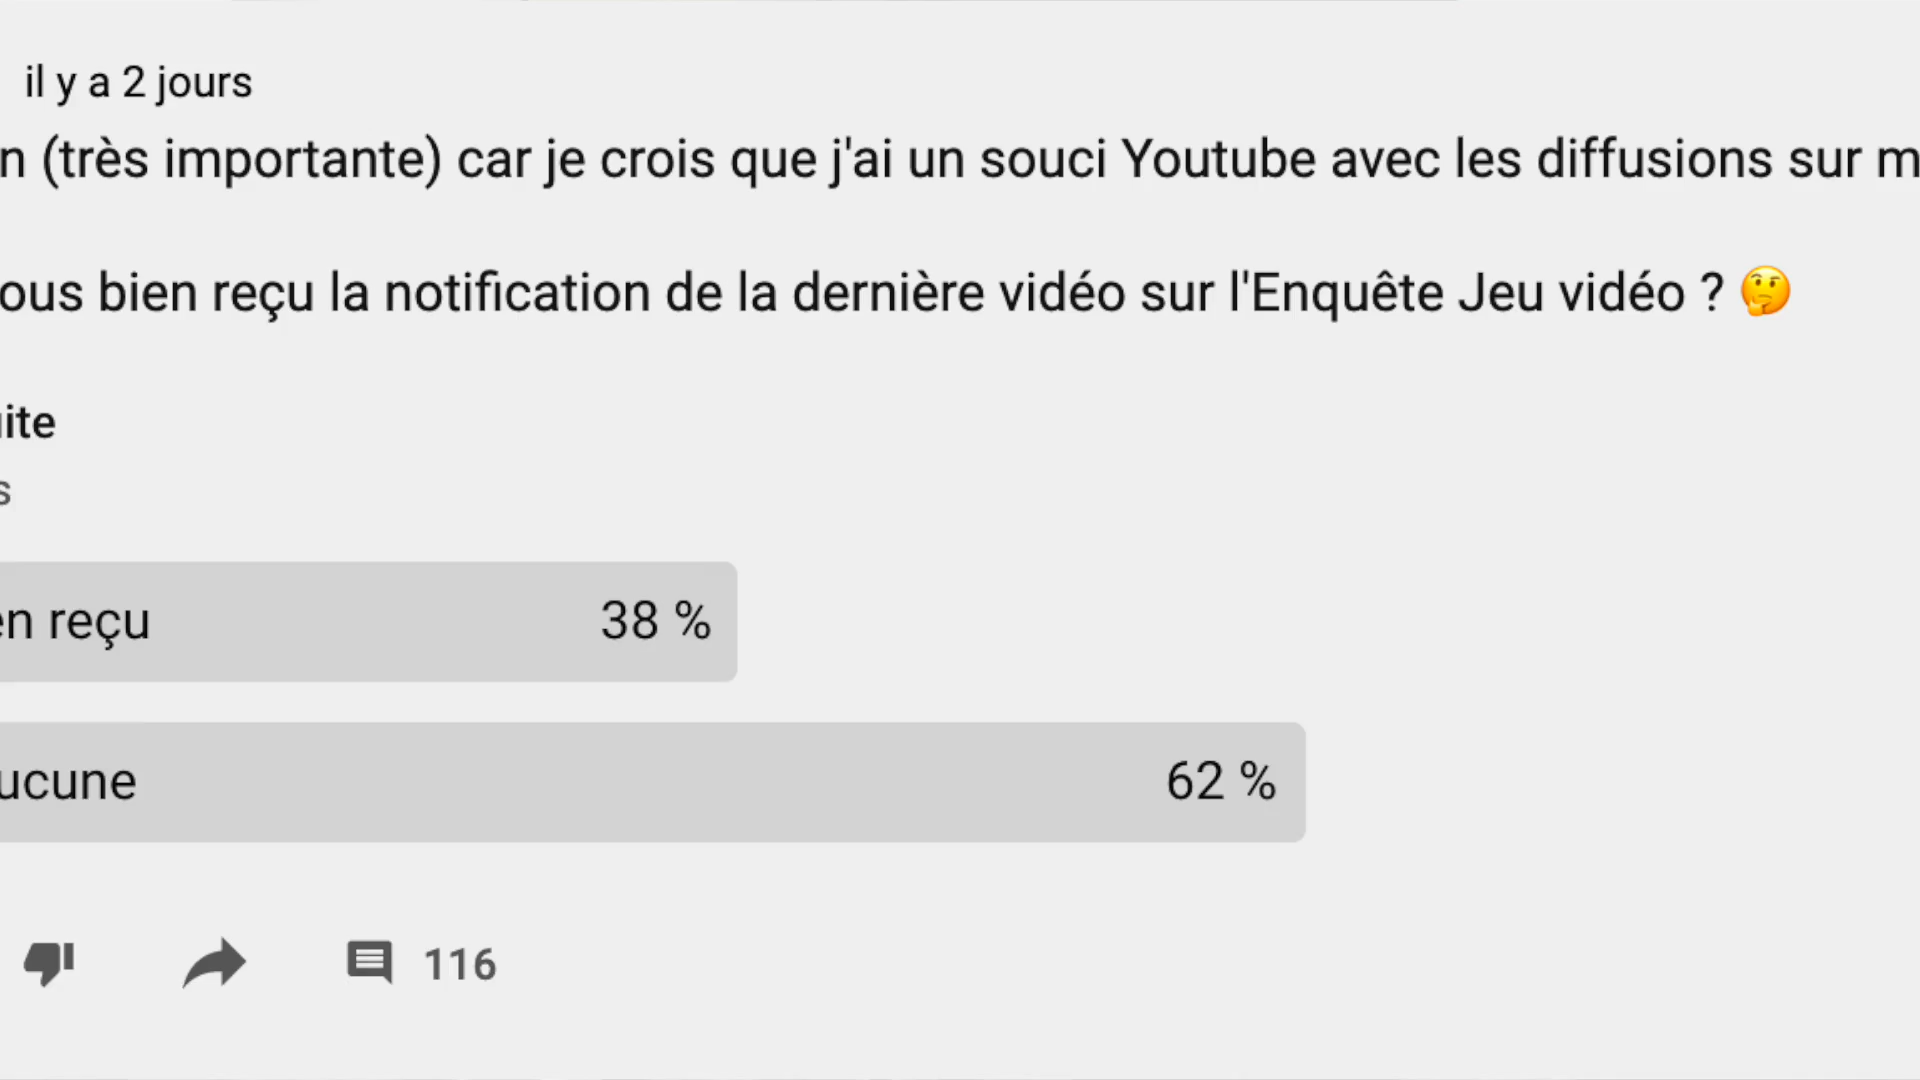 il y a 2 jours
n (très importante) car je crois que j'ai un souci Youtube avec les diffusions sur m
ous bien reçu la notification de la dernière vidéo sur l'Enquête Jeu vidéo ? 🤔
ite
s
en reçu 38 %
ucune 62 %
116